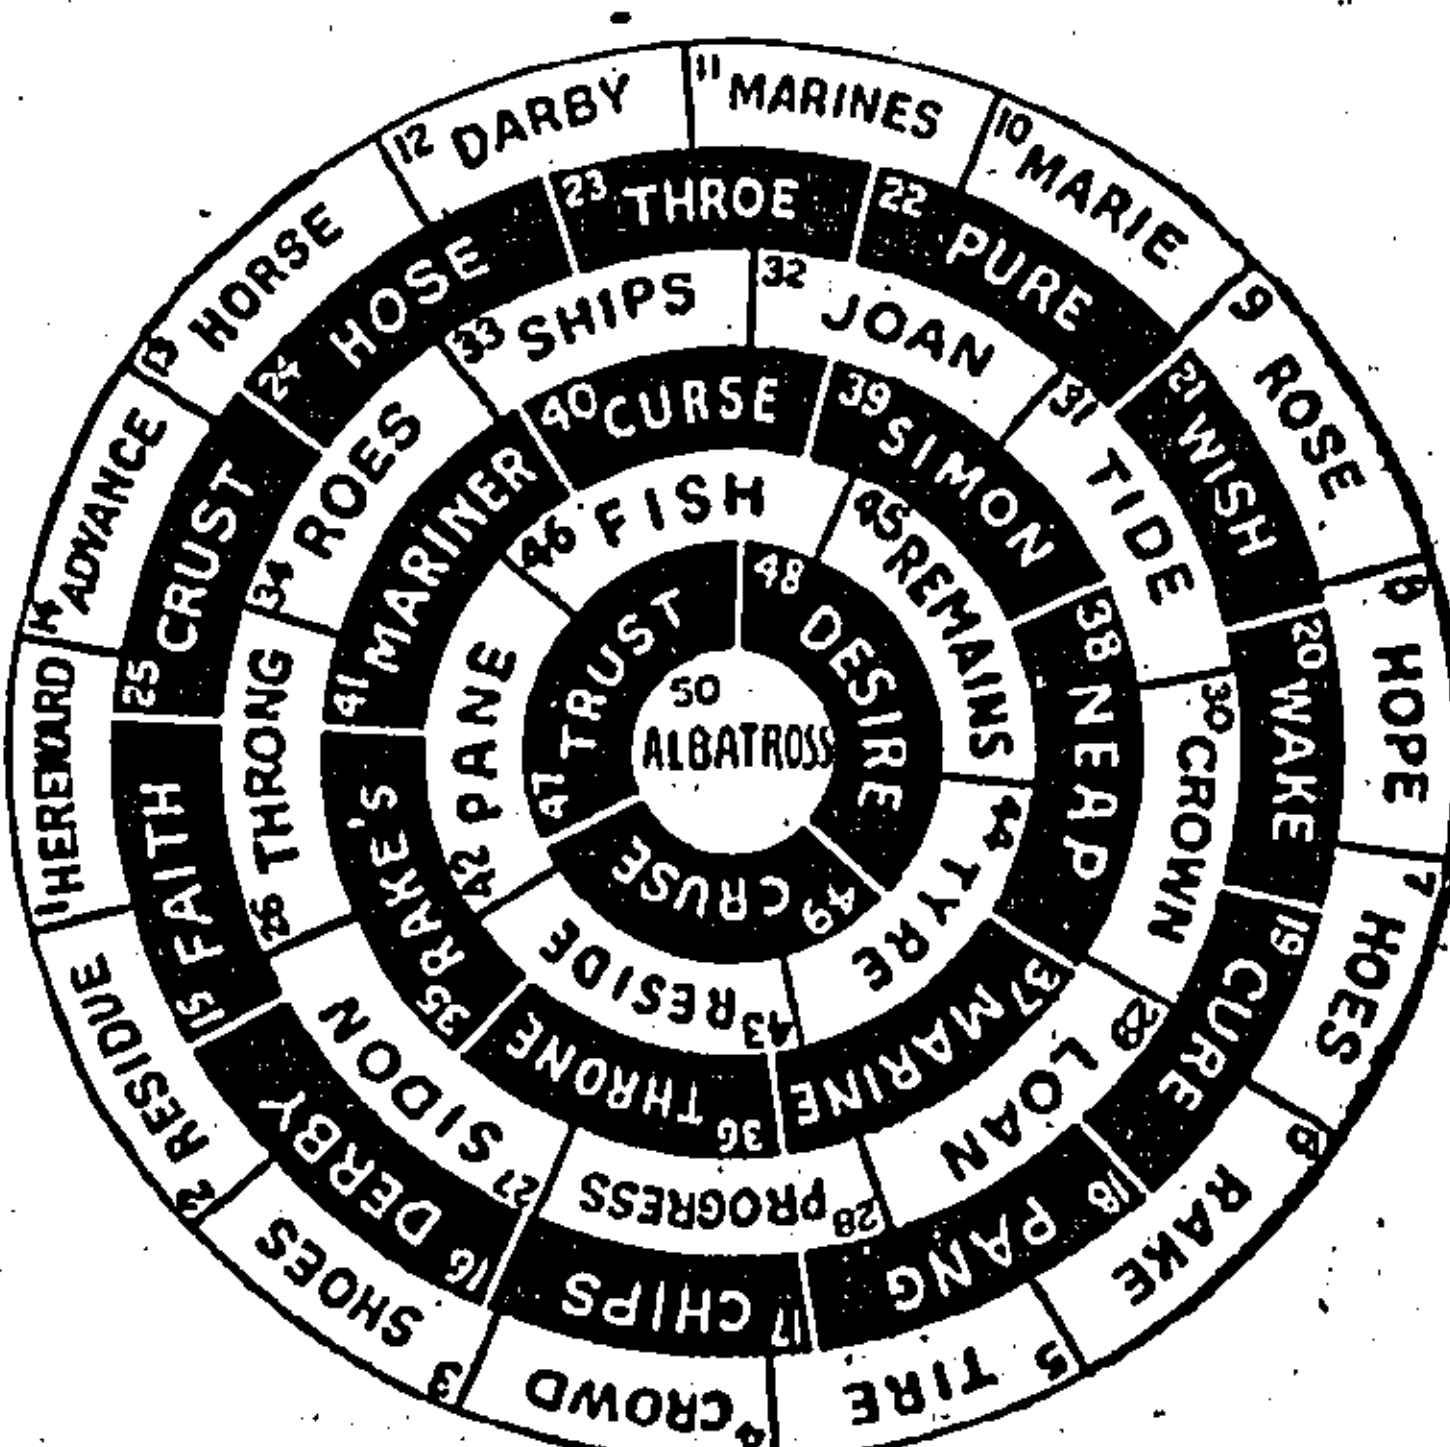 1 HEREWARD
2 RESIDUE
3 SHOES
4 CROWD
5 TIRE
6 RAKE
7 HOES
8 HOPE
9 ROSE
10 MARIE
11 MARINES
12 DARBY
13 HORSE
14 ADVANCE
15 FAITH
16 DERBY
17 CHIPS
18 PANG
19 CURE
20 WAKE
21 WISH
22 PURE
23 THROE
24 HOSE
25 CRUST
26 THRONG
27 SIDON
28 PROGRESS
29 LOAN
30 CROWN
31 TIDE
32 JOAN
33 SHIPS
34 ROES
35 RAKE'S
36 THRONE
37 MARINE
38 NEAP
39 SIMON
40 CURSE
41 MARINER
42 PANE
43 RESIDE
44 TYRE
45 REMAINS
46 FISH
47 TRUST
48 DESIRE
49 CRUSE
50 ALBATROSS